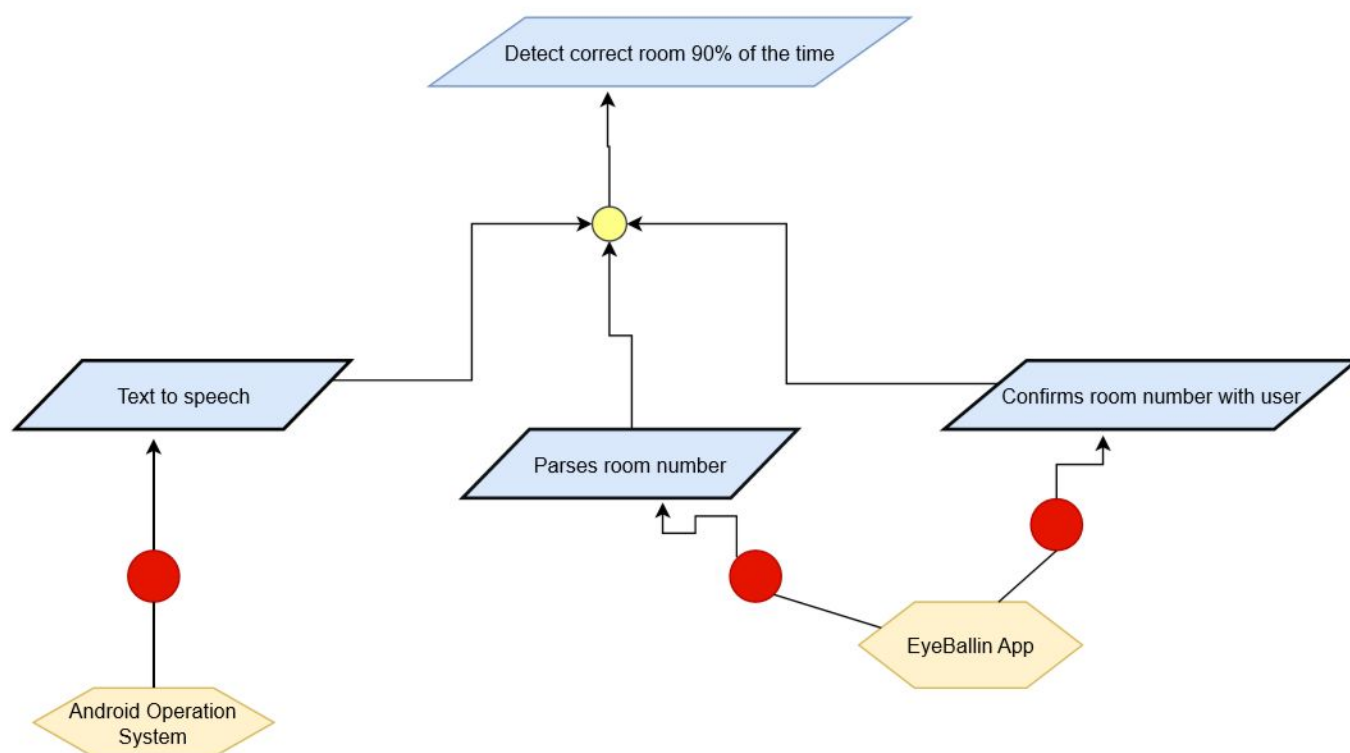 Detect correct room 90% of the time
Text to speech
Confirms room number with user
Parses room number
EyeBallin App
Android Operation
System